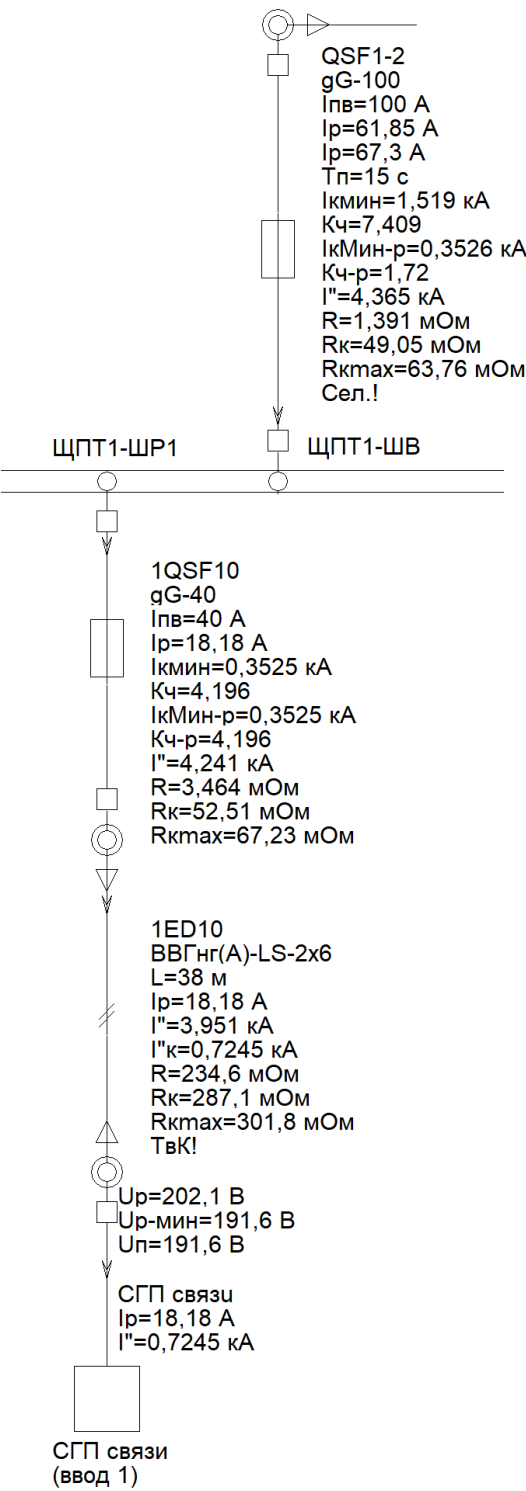 QSF1-2
gG-100
Iпв=100 А
Iр=61,85 А
Iр=67,3 А
Тп=15 с
Iкмин=1,519 кА
Кч=7,409
IкМин-р=0,3526 кА
Кч-р=1,72
I"=4,365 кА
R=1,391 мОм
Rк=49,05 мОм
Rкmax=63,76 мОм
Сел.!
ЩПТ1-ШР1
ЩПТ1-ШВ
1QSF10
gG-40
Iпв=40 А
Iр=18,18 А
Iкмин=0,3525 кА
Кч=4,196
IкМин-р=0,3525 кА
Кч-р=4,196
I"=4,241 кА
R=3,464 мОм
Rк=52,51 мОм
Rкmax=67,23 мОм
1ED10
ВВГнг(А)-LS-2х6
L=38 м
Iр=18,18 А
I"=3,951 кА
I"к=0,7245 кА
R=234,6 мОм
Rк=287,1 мОм
Rкmax=301,8 мОм
ТвК!
Uр=202,1 В
Uр-мин=191,6 В
Uп=191,6 В
СГП связu
Iр=18,18 А
I"=0,7245 кА
СГП связи
(ввод 1)